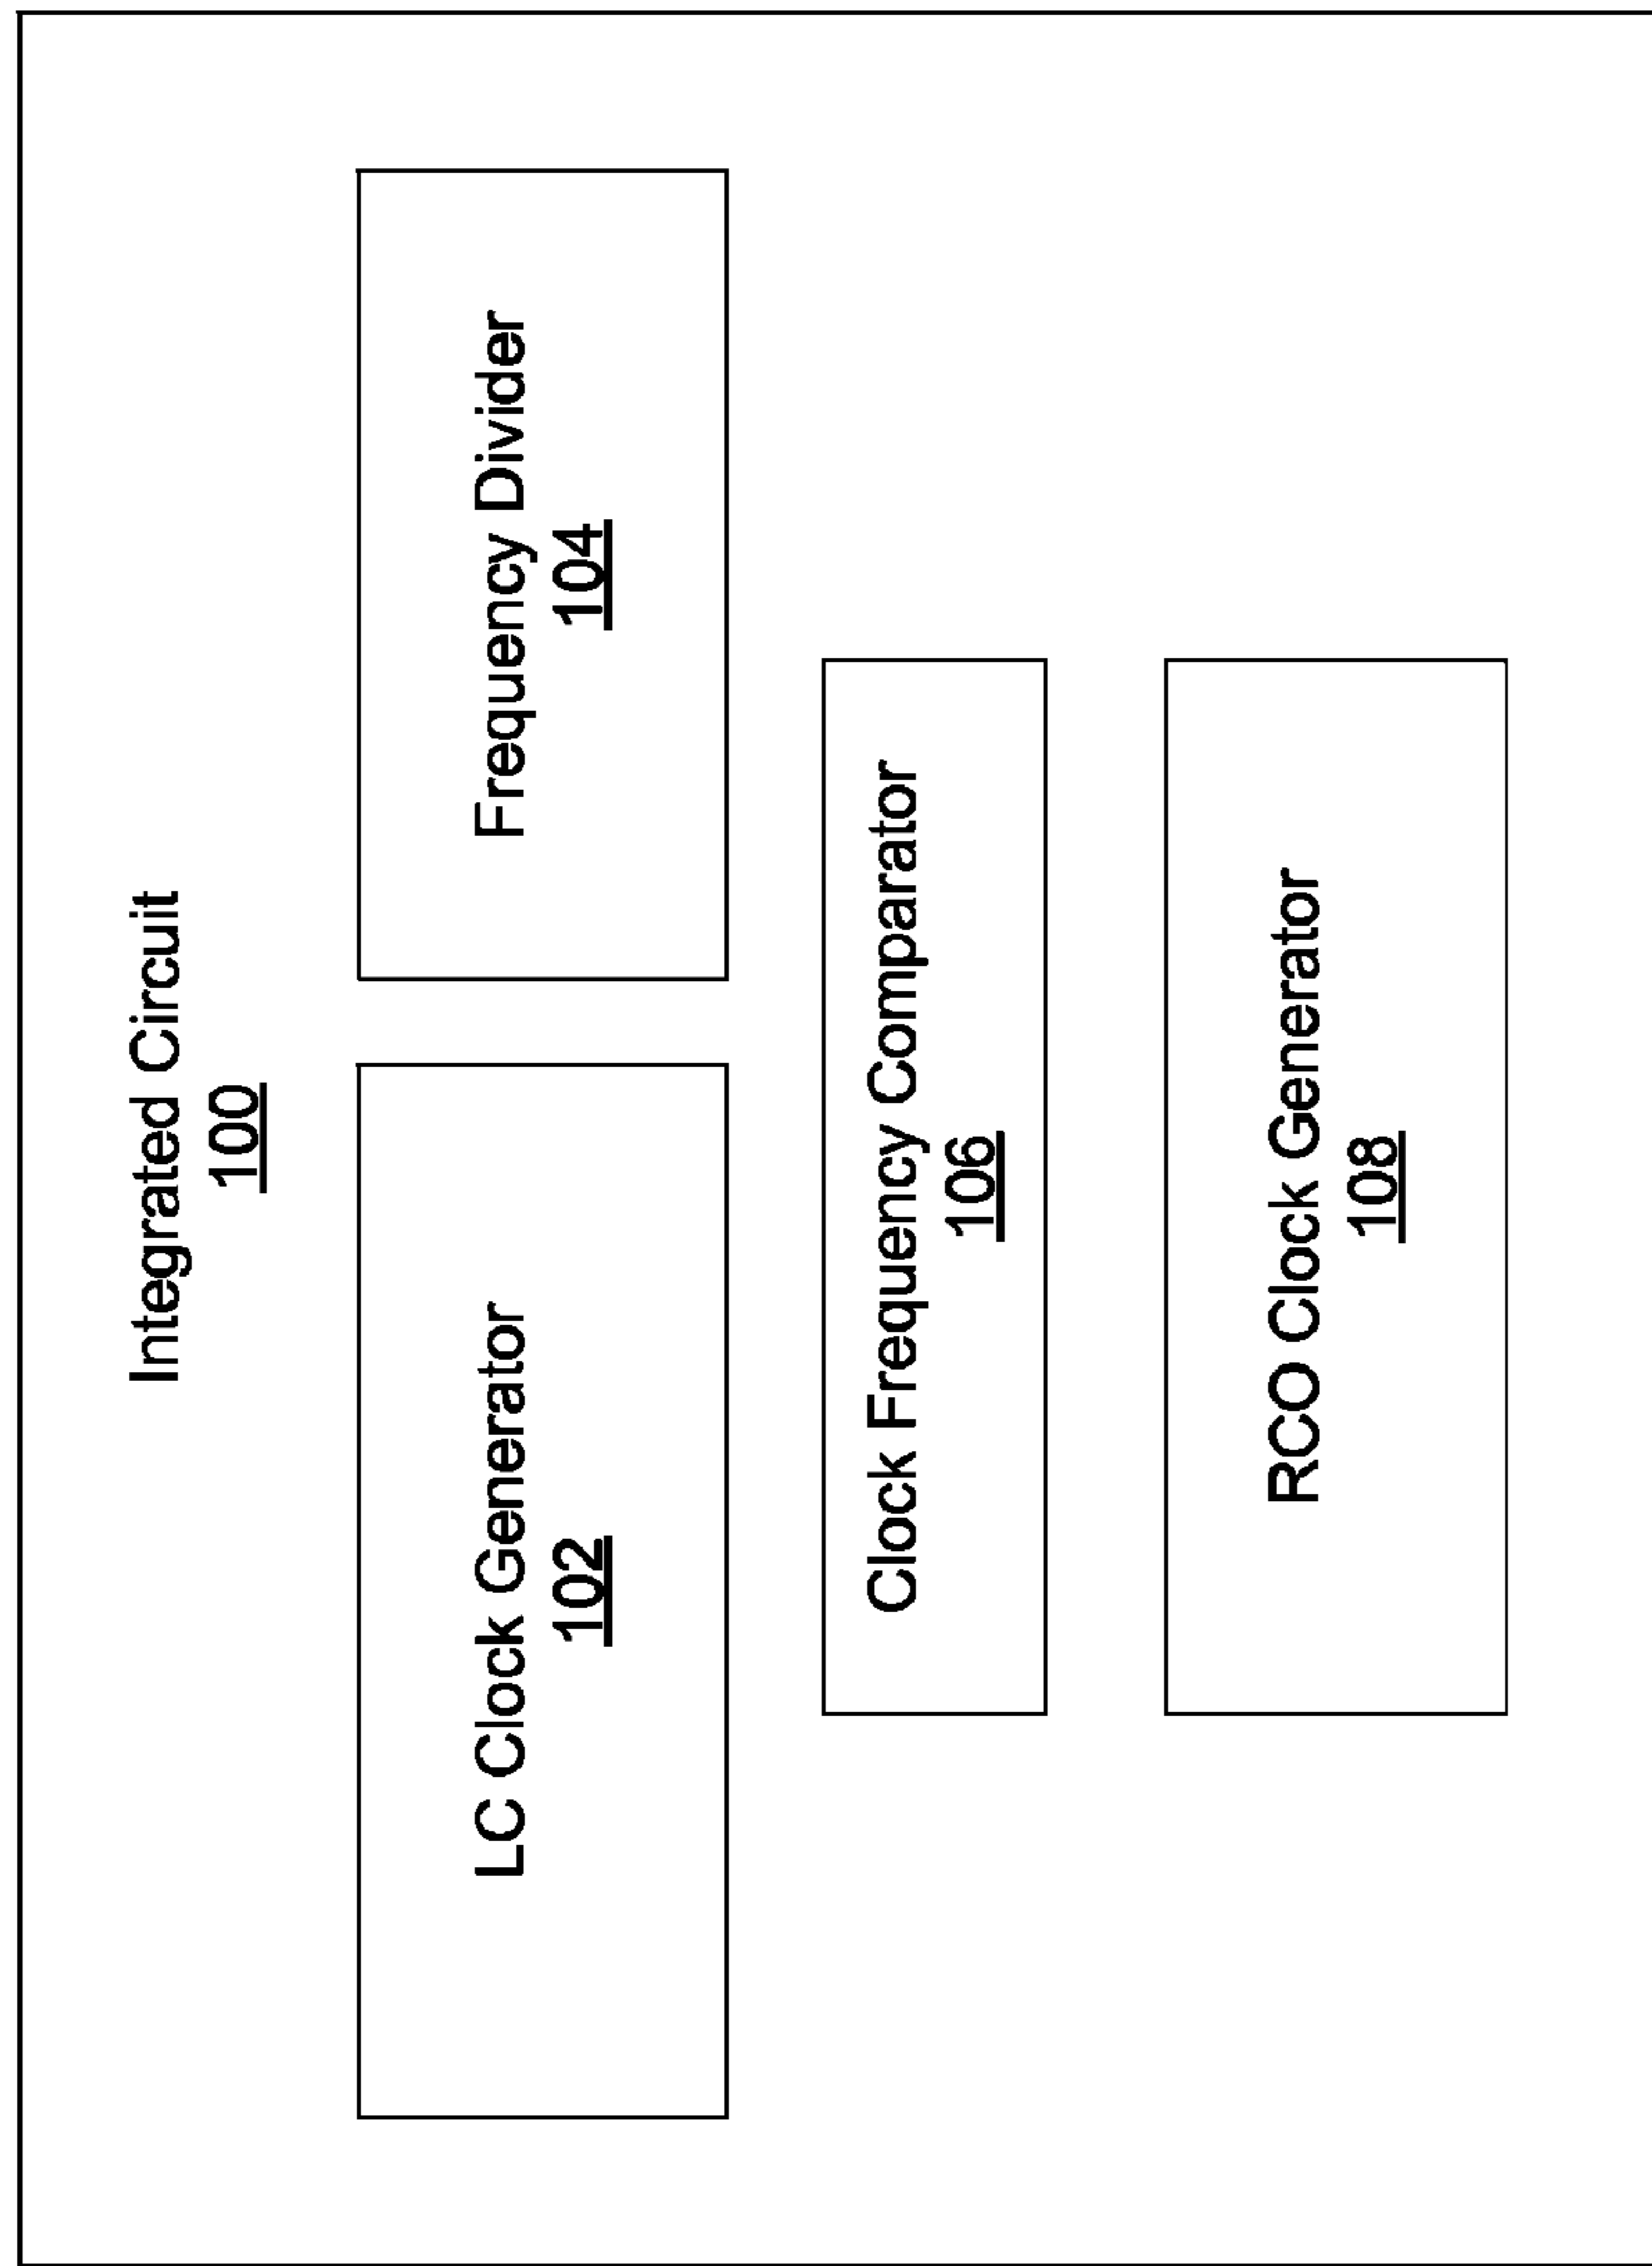 Integrated Circuit
100
LC Clock Generator
102
Frequency Divider
104
Clock Frequency Comparator
106
RCO Clock Generator
108